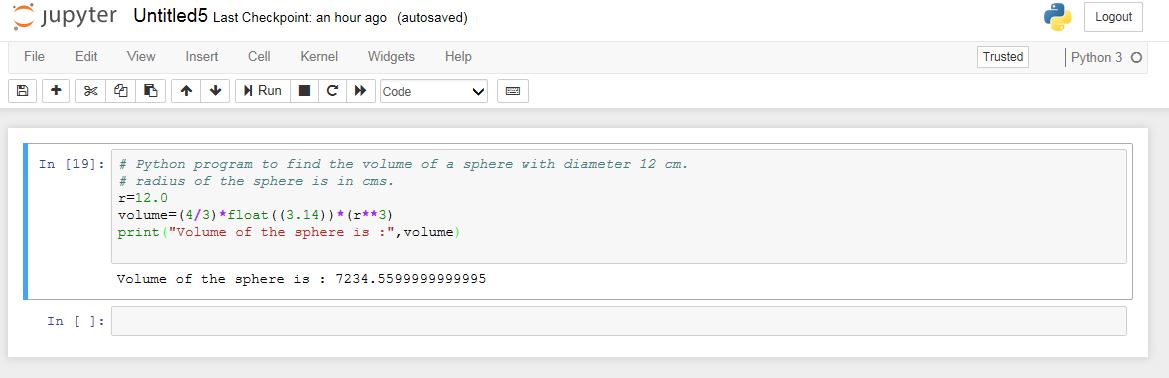 jupyter Untitled5 Last Checkpoint: an hour ago (autosaved)
Logout
File Edit View Insert Cell Kernel Widgets Help
Trusted Python 3
Run Code
In [19]: # Python program to find the volume of a sphere with diameter 12 cm.
# radius of the sphere is in cms.
r=12.0
volume=(4/3)*float((3.14))*(r**3)
print("Volume of the sphere is :",volume)
Volume of the sphere is : 7234.5599999999995
In [ ]: